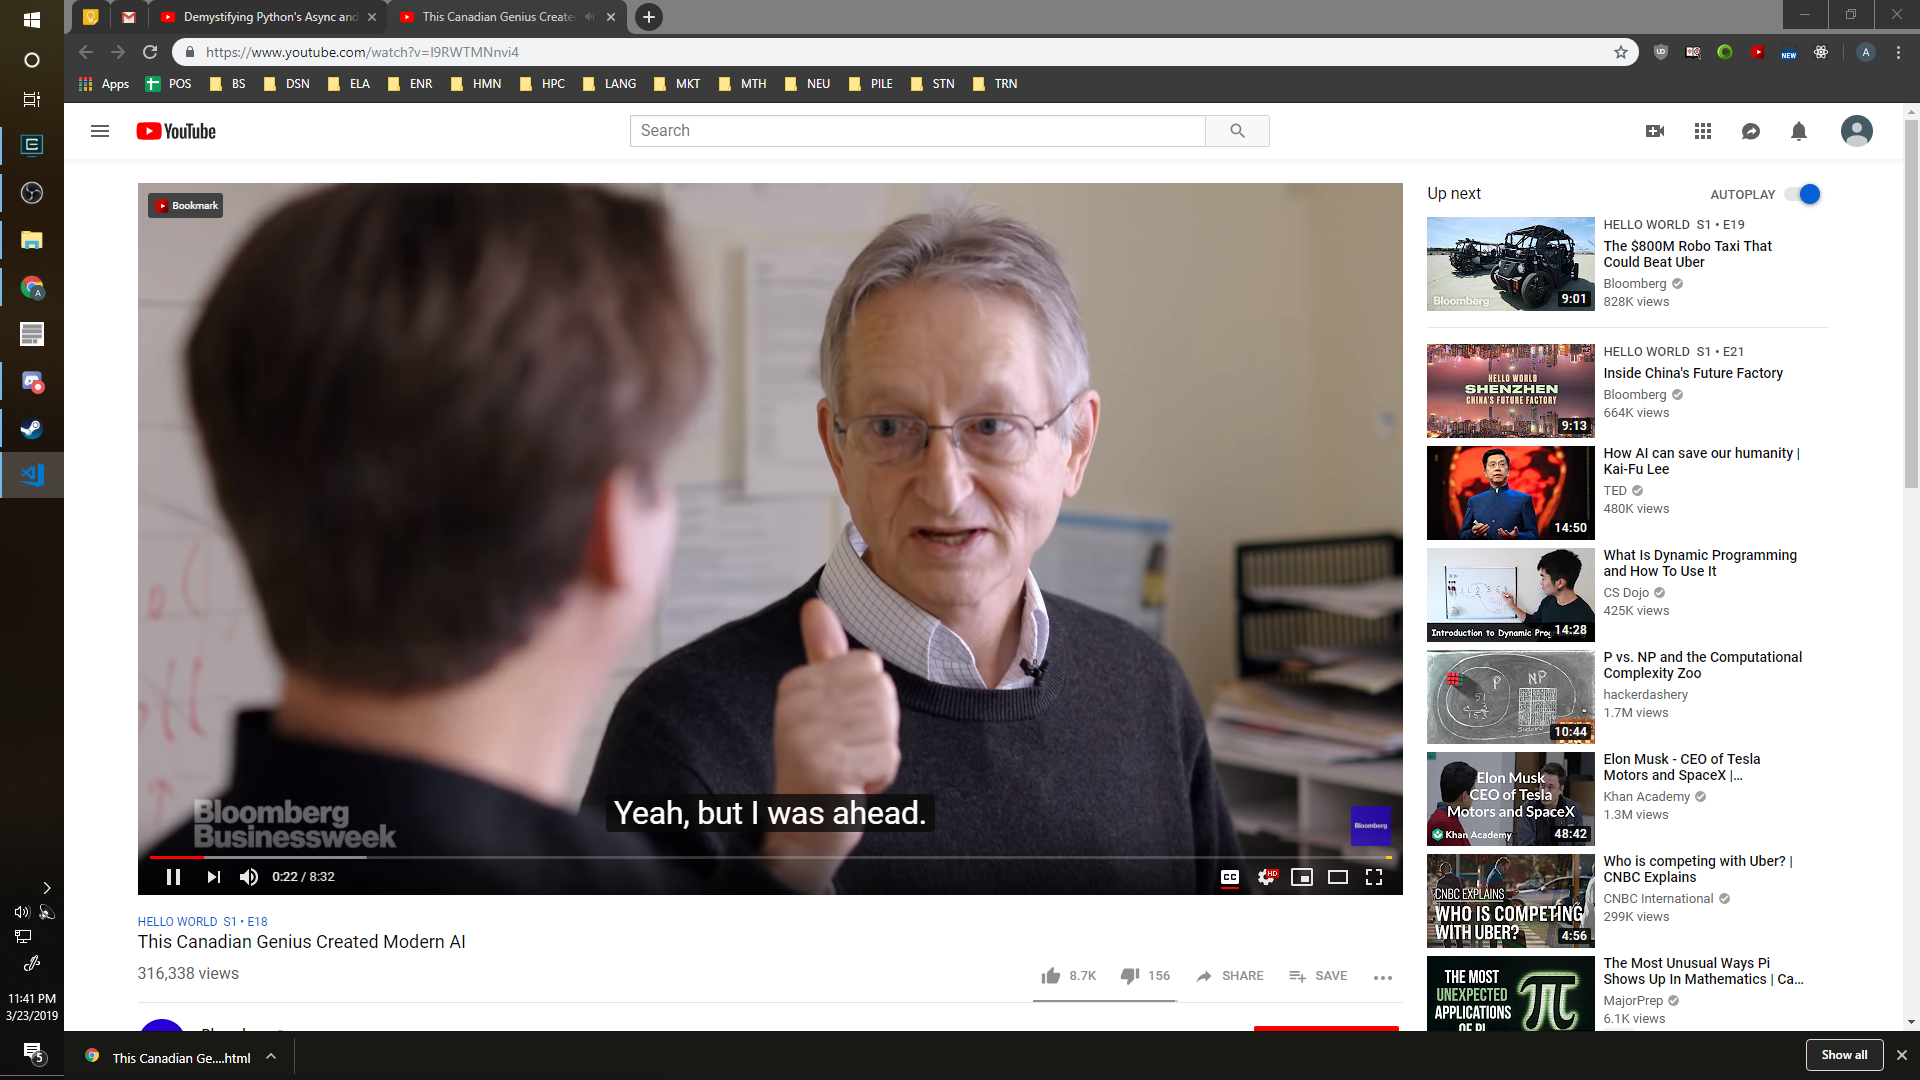 Demystifying Python's Async and
This Canadian Genius Create
https://www.youtube.com/watch?v=I9RWTMNnvi4
Apps
POS
BS
DSN
ELA
ENR
HMN
HPC
LANG
MKT
MTH
NEU
PILE
STN
TRN
NEW
A
YouTube
Search
Bookmark
Yeah, but I was ahead.
Bloomberg
Businessweek
Bloomberg
0:22 / 8:32
CC
HD
HELLO WORLD S1 • E18
This Canadian Genius Created Modern AI
316,338 views
8.7K
156
SHARE
SAVE
Up next
AUTOPLAY
Bloomberg
9:01
HELLO WORLD S1 • E19
The $800M Robo Taxi That
Could Beat Uber
Bloomberg
828K views
HELLO WORLD
SHENZHEN
CHINA'S FUTURE FACTORY
9:13
HELLO WORLD S1 • E21
Inside China's Future Factory
Bloomberg
664K views
14:50
How AI can save our humanity |
Kai-Fu Lee
TED
480K views
Introduction to Dynamic Prog
14:28
What Is Dynamic Programming
and How To Use It
CS Dojo
425K views
P
NP
Sudoku
10:44
P vs. NP and the Computational
Complexity Zoo
hackerdashery
1.7M views
Elon Musk
CEO of Tesla
Motors and SpaceX
Khan Academy
48:42
Elon Musk - CEO of Tesla
Motors and SpaceX |...
Khan Academy
1.3M views
CNBC EXPLAINS
WHO IS COMPETING
WITH UBER?
4:56
Who is competing with Uber? |
CNBC Explains
CNBC International
299K views
THE MOST
UNEXPECTED
APPLICATIONS
OF PI
π
The Most Unusual Ways Pi
Shows Up In Mathematics | Ca...
MajorPrep
6.1K views
11:41 PM
3/23/2019
5
This Canadian Ge....html
Show all